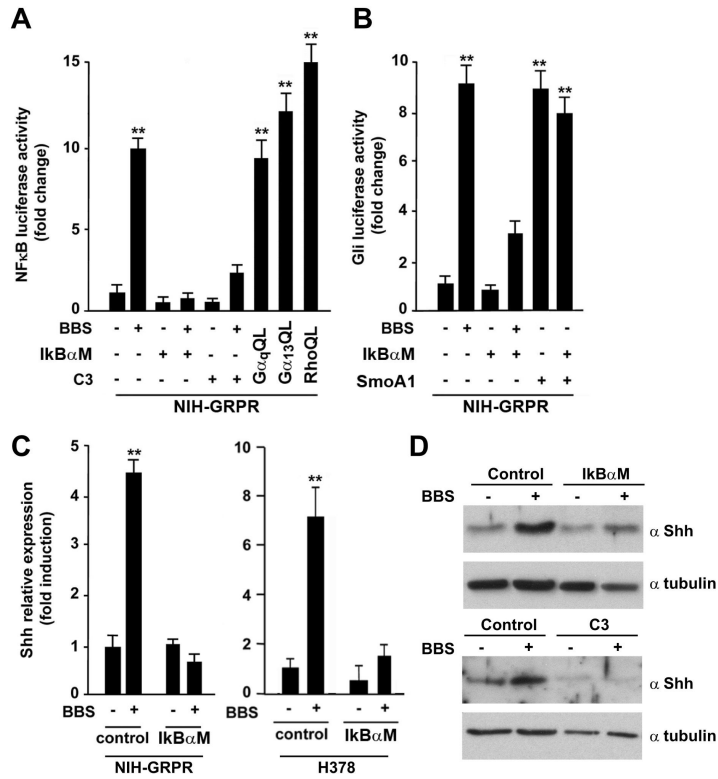 A
NFκB luciferase activity
(fold change)
15
10
5
0
**
**
**
**
BBS - + - + - +
IkBαM - - + + - -
C3 - - - - + +
GαqQL
Gα13QL
RhoQL
NIH-GRPR
B
Gli luciferase activity
(fold change)
10
8
6
4
2
0
**
**
**
BBS - + - + - -
IkBαM - - + + - +
SmoA1 - - - - + +
NIH-GRPR
C
Shh relative expression
(fold induction)
5
4
3
2
1
0
**
BBS - + - +
control IkBαM
NIH-GRPR
10
8
6
4
2
0
**
- + - +
control IkBαM
H378
D
Control IkBαM
BBS - + - +
α Shh
α tubulin
Control C3
BBS - + - +
α Shh
α tubulin